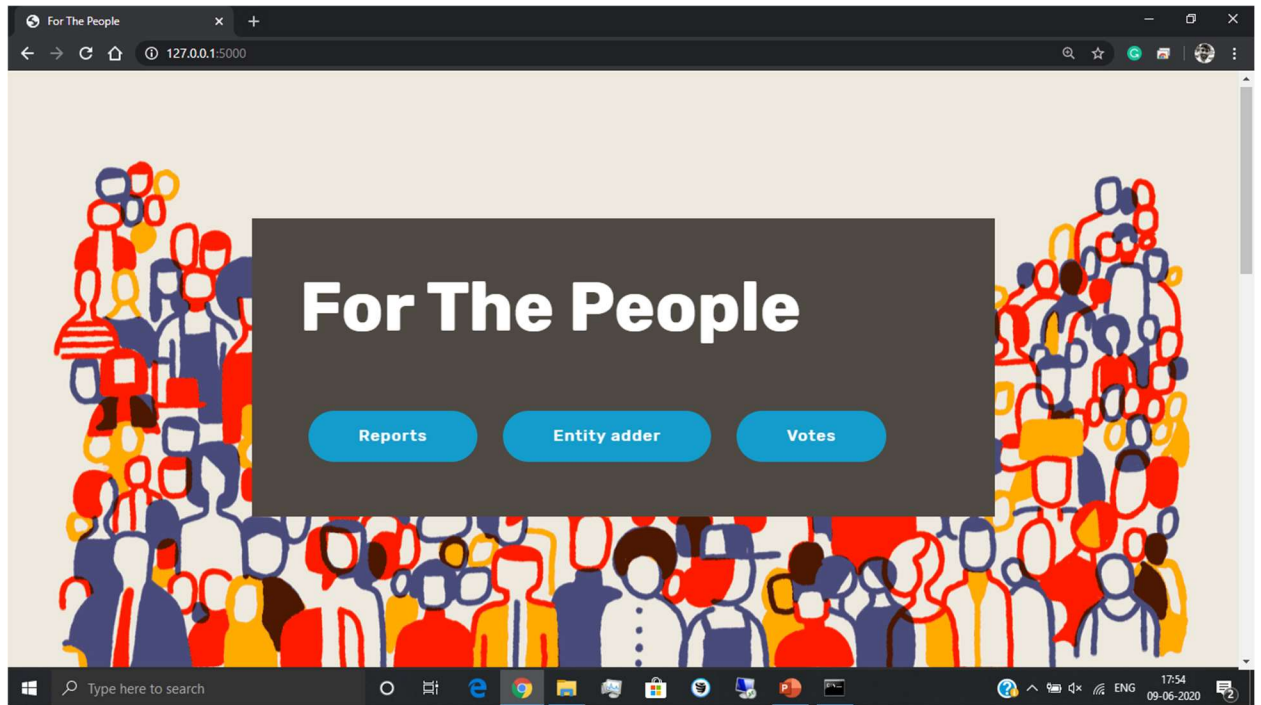 For The People
127.0.0.1:5000
For The People
Reports Entity adder Votes
Type here to search
ENG
17:54
09-06-2020
2